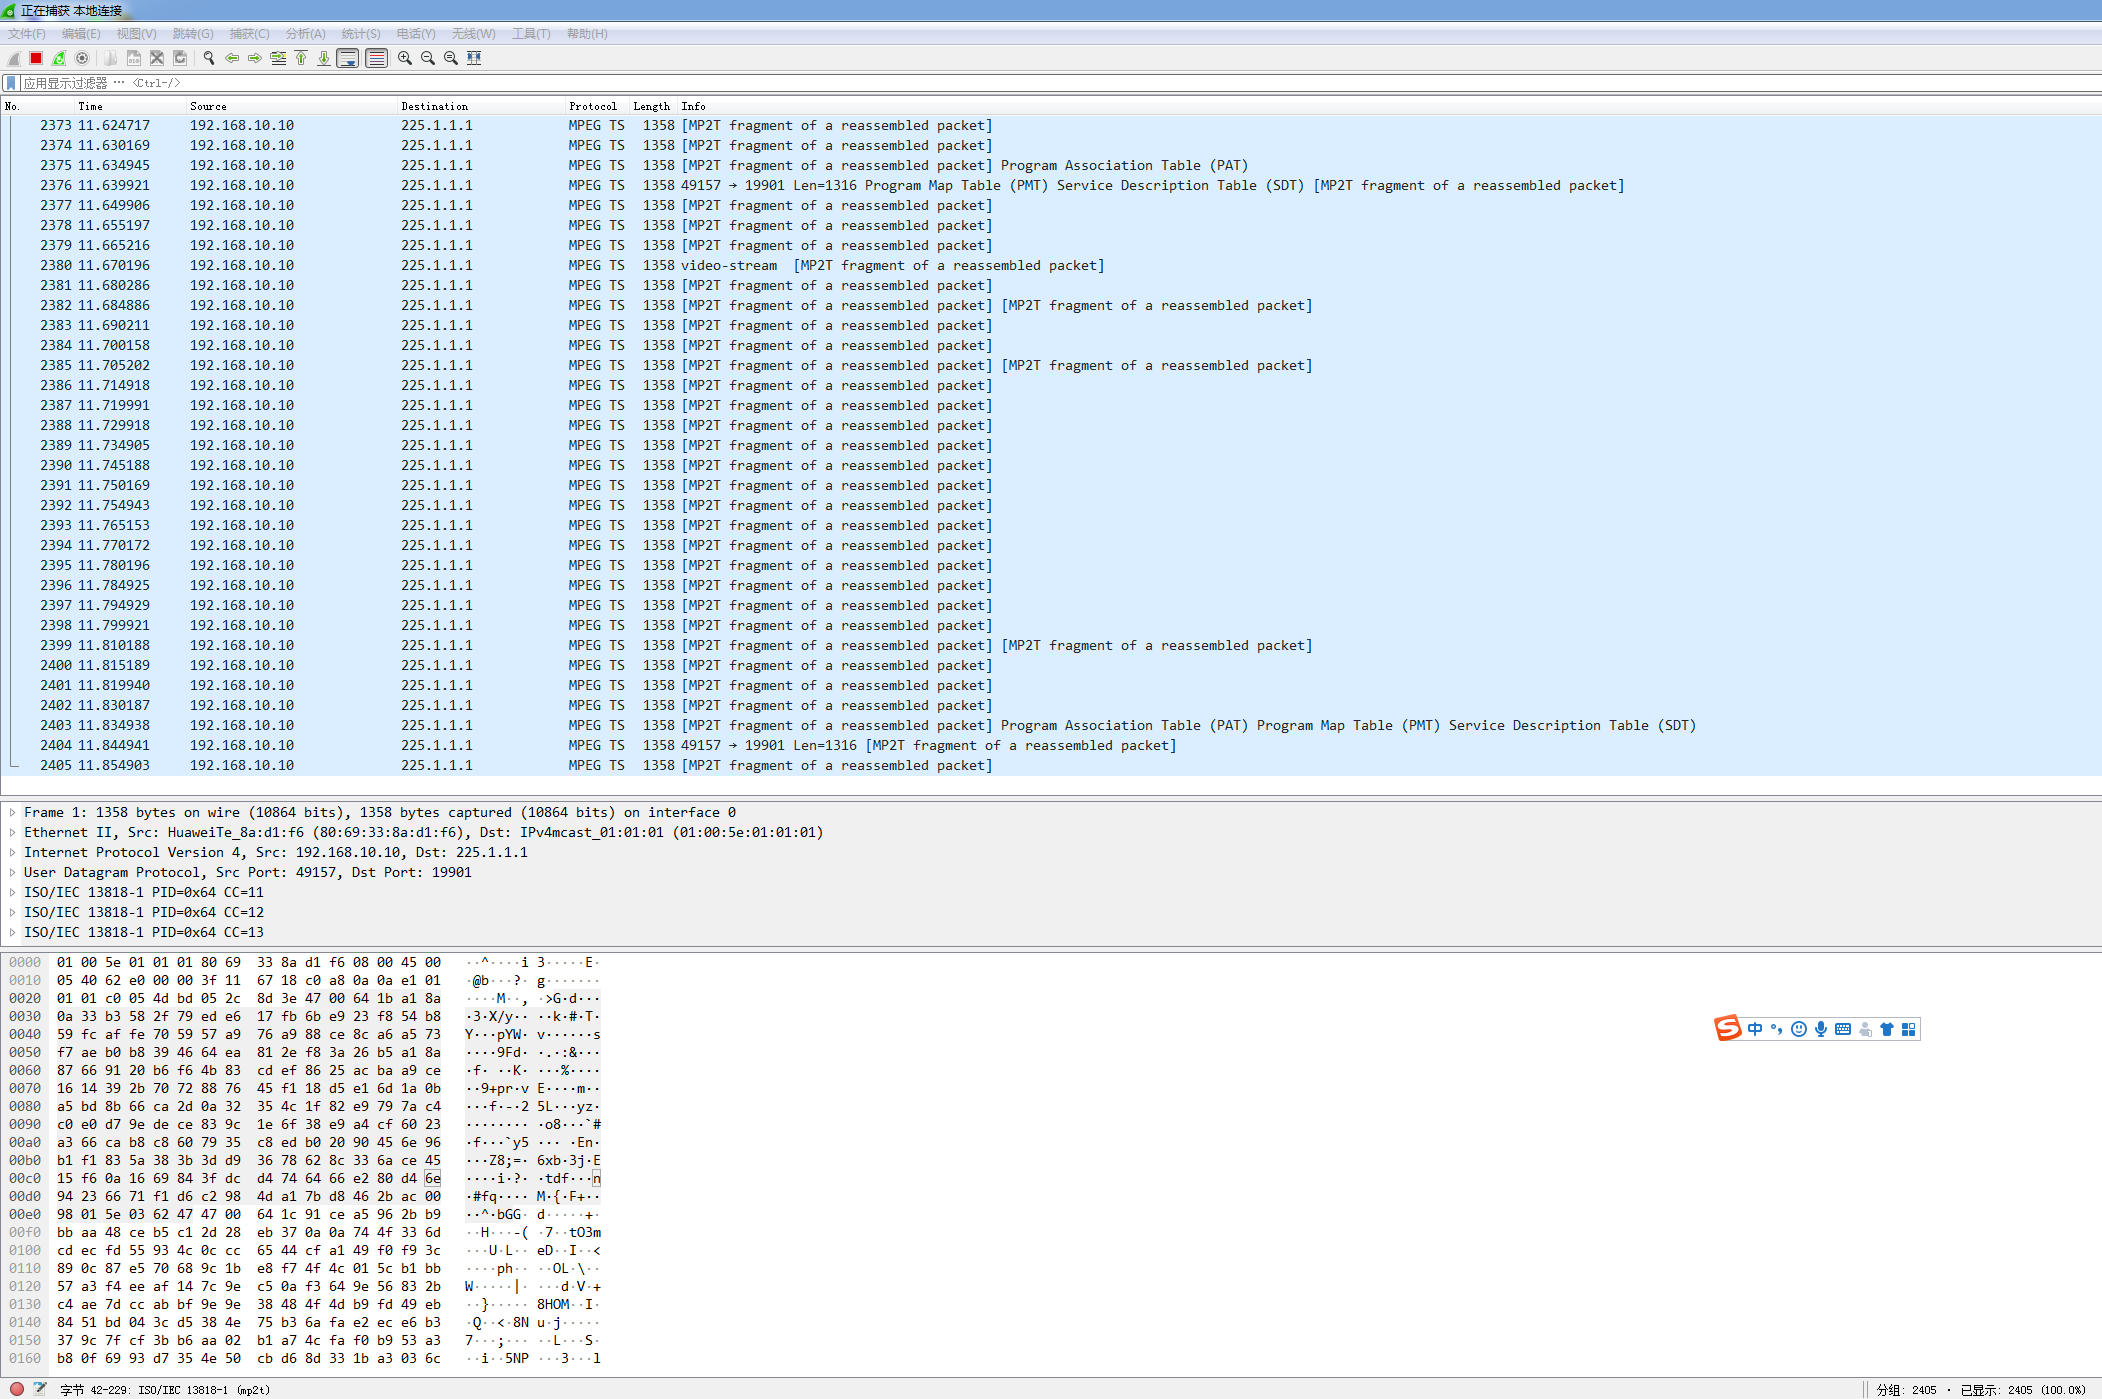 正在捕获 本地连接
文件(F) 编辑(E) 视图(V) 跳转(G) 捕获(C) 分析(A) 统计(S) 电话(Y) 无线(W) 工具(T) 帮助(H)
应用显示过滤器 … <Ctrl-/>
No. Time Source Destination Protocol Length Info
2373 11.624717 192.168.10.10 225.1.1.1 MPEG TS 1358 [MP2T fragment of a reassembled packet]
2374 11.630169 192.168.10.10 225.1.1.1 MPEG TS 1358 [MP2T fragment of a reassembled packet]
2375 11.634945 192.168.10.10 225.1.1.1 MPEG TS 1358 [MP2T fragment of a reassembled packet] Program Association Table (PAT)
2376 11.639921 192.168.10.10 225.1.1.1 MPEG TS 1358 49157 → 19901 Len=1316 Program Map Table (PMT) Service Description Table (SDT) [MP2T fragment of a reassembled packet]
2377 11.649906 192.168.10.10 225.1.1.1 MPEG TS 1358 [MP2T fragment of a reassembled packet]
2378 11.655197 192.168.10.10 225.1.1.1 MPEG TS 1358 [MP2T fragment of a reassembled packet]
2379 11.665216 192.168.10.10 225.1.1.1 MPEG TS 1358 [MP2T fragment of a reassembled packet]
2380 11.670196 192.168.10.10 225.1.1.1 MPEG TS 1358 video-stream [MP2T fragment of a reassembled packet]
2381 11.680286 192.168.10.10 225.1.1.1 MPEG TS 1358 [MP2T fragment of a reassembled packet]
2382 11.684886 192.168.10.10 225.1.1.1 MPEG TS 1358 [MP2T fragment of a reassembled packet] [MP2T fragment of a reassembled packet]
2383 11.690211 192.168.10.10 225.1.1.1 MPEG TS 1358 [MP2T fragment of a reassembled packet]
2384 11.700158 192.168.10.10 225.1.1.1 MPEG TS 1358 [MP2T fragment of a reassembled packet]
2385 11.705202 192.168.10.10 225.1.1.1 MPEG TS 1358 [MP2T fragment of a reassembled packet] [MP2T fragment of a reassembled packet]
2386 11.714918 192.168.10.10 225.1.1.1 MPEG TS 1358 [MP2T fragment of a reassembled packet]
2387 11.719991 192.168.10.10 225.1.1.1 MPEG TS 1358 [MP2T fragment of a reassembled packet]
2388 11.729918 192.168.10.10 225.1.1.1 MPEG TS 1358 [MP2T fragment of a reassembled packet]
2389 11.734905 192.168.10.10 225.1.1.1 MPEG TS 1358 [MP2T fragment of a reassembled packet]
2390 11.745188 192.168.10.10 225.1.1.1 MPEG TS 1358 [MP2T fragment of a reassembled packet]
2391 11.750169 192.168.10.10 225.1.1.1 MPEG TS 1358 [MP2T fragment of a reassembled packet]
2392 11.754943 192.168.10.10 225.1.1.1 MPEG TS 1358 [MP2T fragment of a reassembled packet]
2393 11.765153 192.168.10.10 225.1.1.1 MPEG TS 1358 [MP2T fragment of a reassembled packet]
2394 11.770172 192.168.10.10 225.1.1.1 MPEG TS 1358 [MP2T fragment of a reassembled packet]
2395 11.780196 192.168.10.10 225.1.1.1 MPEG TS 1358 [MP2T fragment of a reassembled packet]
2396 11.784925 192.168.10.10 225.1.1.1 MPEG TS 1358 [MP2T fragment of a reassembled packet]
2397 11.794929 192.168.10.10 225.1.1.1 MPEG TS 1358 [MP2T fragment of a reassembled packet]
2398 11.799921 192.168.10.10 225.1.1.1 MPEG TS 1358 [MP2T fragment of a reassembled packet]
2399 11.810188 192.168.10.10 225.1.1.1 MPEG TS 1358 [MP2T fragment of a reassembled packet] [MP2T fragment of a reassembled packet]
2400 11.815189 192.168.10.10 225.1.1.1 MPEG TS 1358 [MP2T fragment of a reassembled packet]
2401 11.819940 192.168.10.10 225.1.1.1 MPEG TS 1358 [MP2T fragment of a reassembled packet]
2402 11.830187 192.168.10.10 225.1.1.1 MPEG TS 1358 [MP2T fragment of a reassembled packet]
2403 11.834938 192.168.10.10 225.1.1.1 MPEG TS 1358 [MP2T fragment of a reassembled packet] Program Association Table (PAT) Program Map Table (PMT) Service Description Table (SDT)
2404 11.844941 192.168.10.10 225.1.1.1 MPEG TS 1358 49157 → 19901 Len=1316 [MP2T fragment of a reassembled packet]
2405 11.854903 192.168.10.10 225.1.1.1 MPEG TS 1358 [MP2T fragment of a reassembled packet]
Frame 1: 1358 bytes on wire (10864 bits), 1358 bytes captured (10864 bits) on interface 0
Ethernet II, Src: HuaweiTe_8a:d1:f6 (80:69:33:8a:d1:f6), Dst: IPv4mcast_01:01:01 (01:00:5e:01:01:01)
Internet Protocol Version 4, Src: 192.168.10.10, Dst: 225.1.1.1
User Datagram Protocol, Src Port: 49157, Dst Port: 19901
ISO/IEC 13818-1 PID=0x64 CC=11
ISO/IEC 13818-1 PID=0x64 CC=12
ISO/IEC 13818-1 PID=0x64 CC=13
0000 01 00 5e 01 01 01 80 69 33 8a d1 f6 08 00 45 00 ··^····i 3·····E·
0010 05 40 62 e0 00 00 3f 11 67 18 c0 a8 0a 0a e1 01 ·@b···?· g·······
0020 01 01 c0 05 4d bd 05 2c 8d 3e 47 00 64 1b a1 8a ····M··, ·>G·d···
0030 0a 33 b3 58 2f 79 ed e6 17 fb 6b e9 23 f8 54 b8 ·3·X/y·· ··k·#·T·
0040 59 fc af fe 70 59 57 a9 76 a9 88 ce 8c a6 a5 73 Y···pYW· v······s
0050 f7 ae b0 b8 39 46 64 ea 81 2e f8 3a 26 b5 a1 8a ····9Fd· ·.·:&···
0060 87 66 91 20 b6 f6 4b 83 cd ef 86 25 ac ba a9 ce ·f· ··K· ···%····
0070 16 14 39 2b 70 72 88 76 45 f1 18 d5 e1 6d 1a 0b ··9+pr·v E····m··
0080 a5 bd 8b 66 ca 2d 0a 32 35 4c 1f 82 e9 79 7a c4 ···f·-·2 5L···yz·
0090 c0 e0 d7 9e de ce 83 9c 1e 6f 38 e9 a4 cf 60 23 ········ ·o8···`#
00a0 a3 66 ca b8 c8 60 79 35 c8 ed b0 20 90 45 6e 96 ·f···`y5 ··· ·En·
00b0 b1 f1 83 5a 38 3b 3d d9 36 78 62 8c 33 6a ce 45 ···Z8;=· 6xb·3j·E
00c0 15 f6 0a 16 69 84 3f dc d4 74 64 66 e2 80 d4 6e ····i·?· ·tdf···n
00d0 94 23 66 71 f1 d6 c2 98 4d a1 7b d8 46 2b ac 00 ·#fq···· M·{·F+··
00e0 98 01 5e 03 62 47 47 00 64 1c 91 ce a5 96 2b b9 ··^·bGG· d·····+·
00f0 bb aa 48 ce b5 c1 2d 28 eb 37 0a 0a 74 4f 33 6d ··H···-( ·7··tO3m
0100 cd ec fd 55 93 4c 0c cc 65 44 cf a1 49 f0 f9 3c ···U·L·· eD··I··<
0110 89 0c 87 e5 70 68 9c 1b e8 f7 4f 4c 01 5c b1 bb ····ph·· ··OL·\··
0120 57 a3 f4 ee af 14 7c 9e c5 0a f3 64 9e 56 83 2b W·····|· ···d·V·+
0130 c4 ae 7d cc ab bf 9e 9e 38 48 4f 4d b9 fd 49 eb ··}····· 8HOM··I·
0140 84 51 bd 04 3c d5 38 4e 75 b3 6a fa e2 ec e6 b3 ·Q··<·8N u·j·····
0150 37 9c 7f cf 3b b6 aa 02 b1 a7 4c fa f0 b9 53 a3 7···;··· ··L···S·
0160 b8 0f 69 93 d7 35 4e 50 cb d6 8d 33 1b a3 03 6c ··i··5NP ···3···l
中
字节 42-229: ISO/IEC 13818-1 (mp2t)
分组: 2405 · 已显示: 2405 (100.0%)